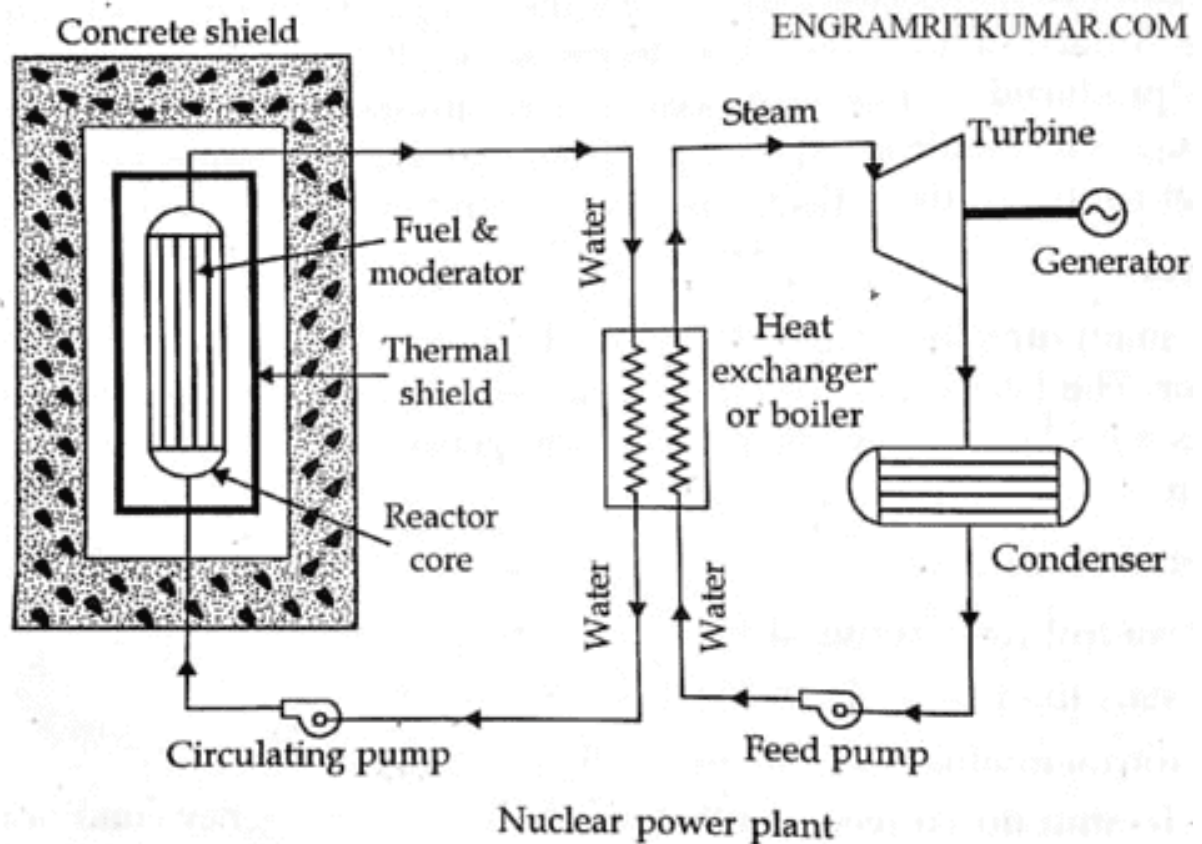 Concrete shield
ENGRAMRITKUMAR.COM
Steam
Turbine
Fuel &
moderator
Water
Generator
Thermal
shield
Heat
exchanger
or boiler
Reactor
core
Condenser
Water
Water
Circulating pump
Feed pump
Nuclear power plant